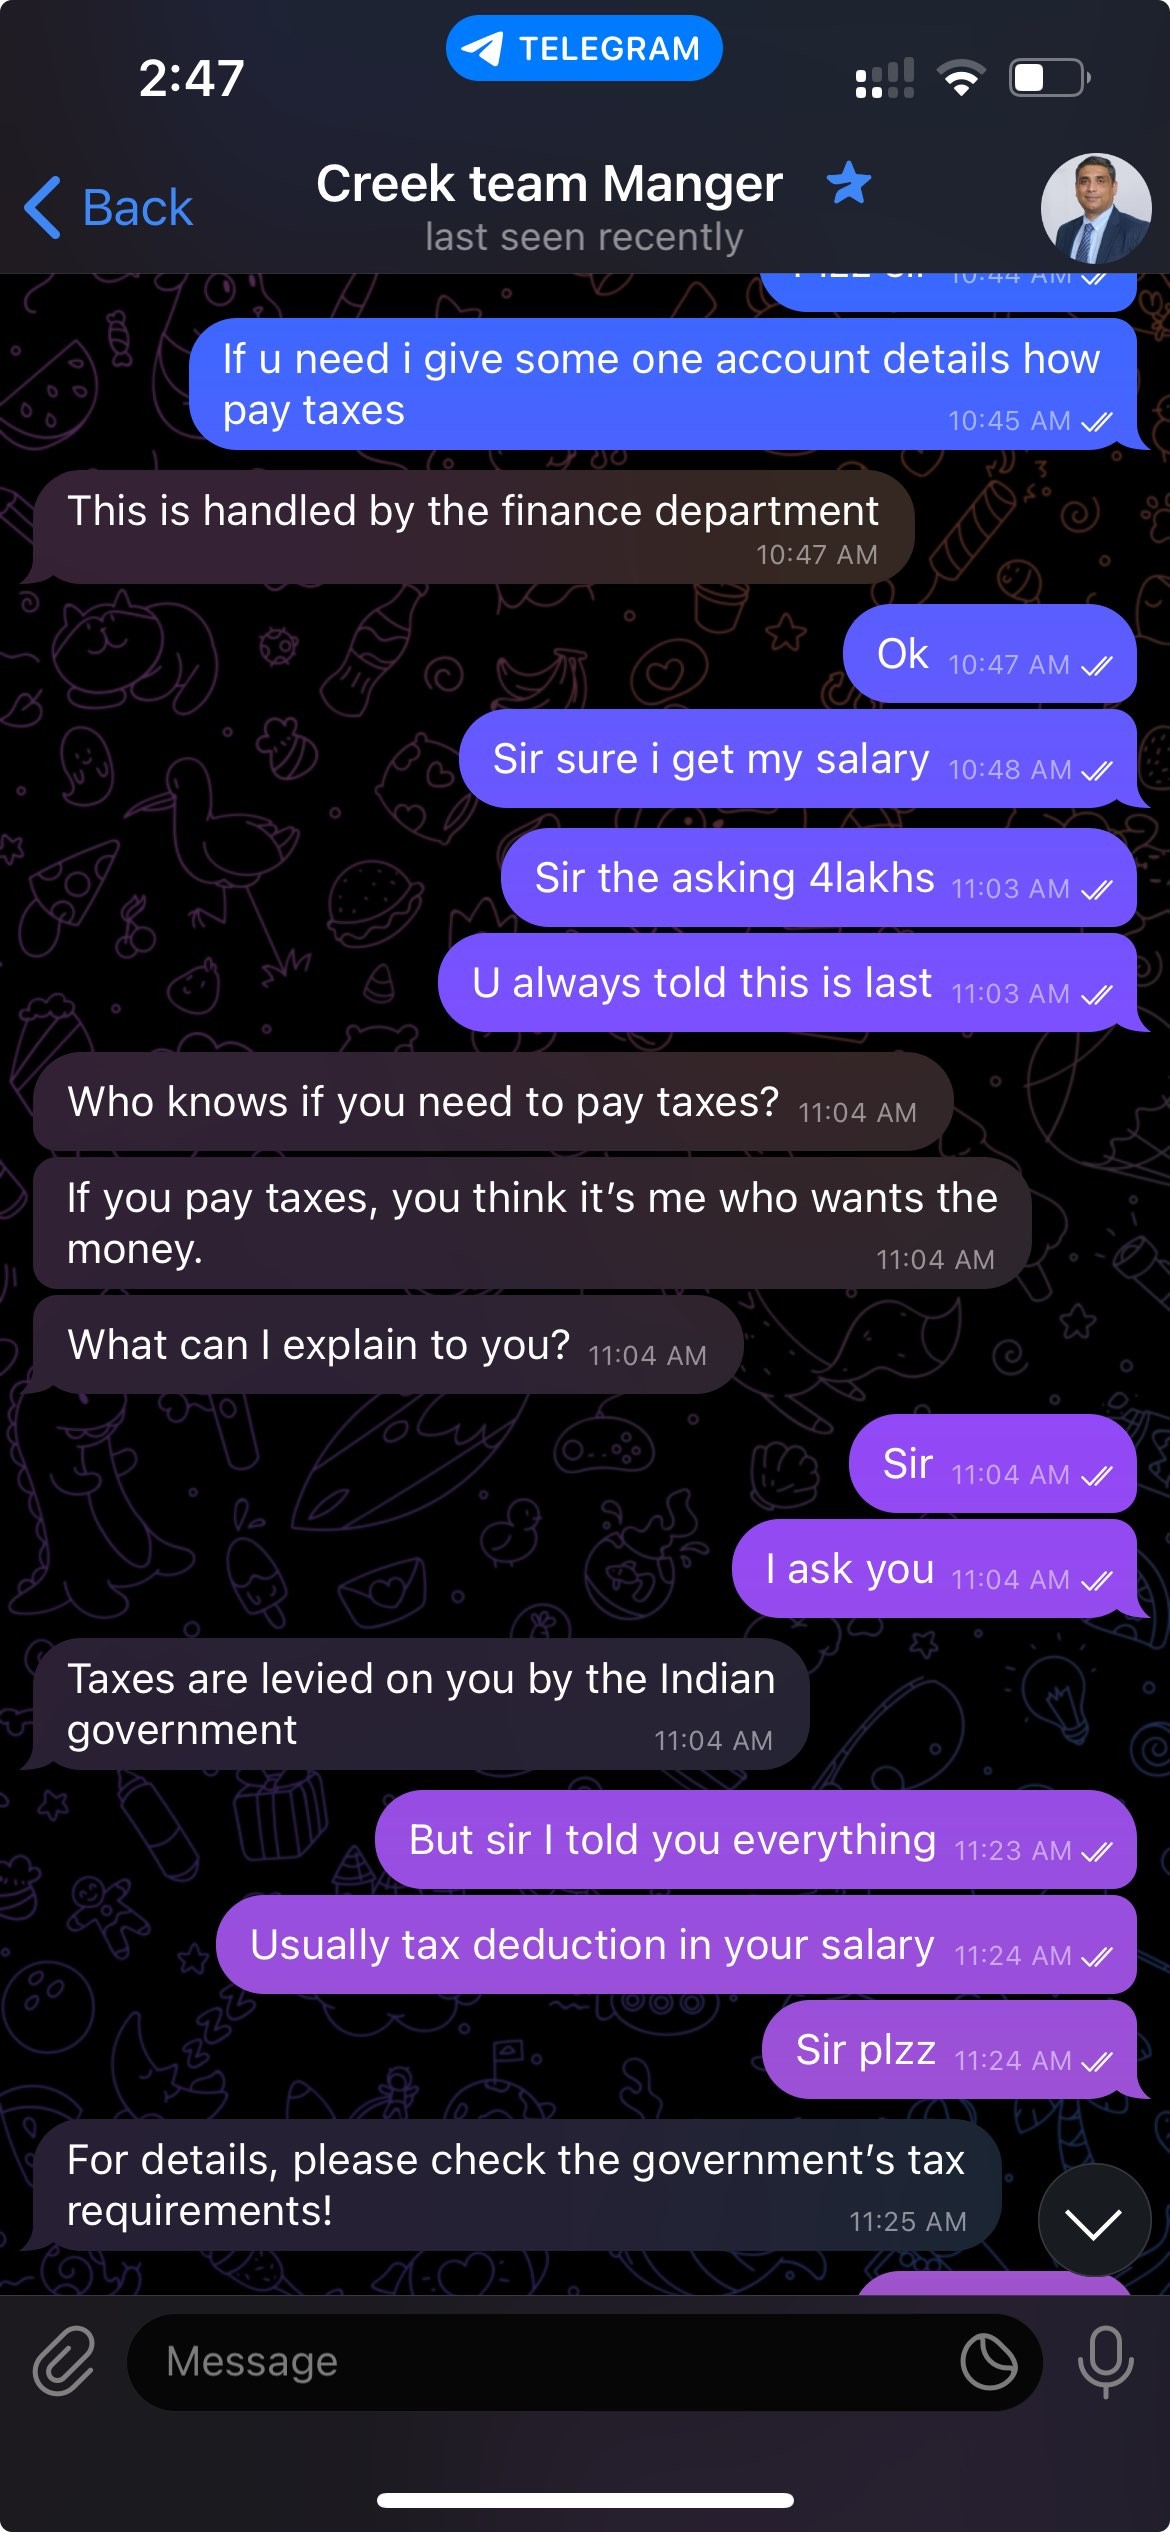 2:47
TELEGRAM
Back
Creek team Manger
last seen recently
10:44 AM
If u need i give some one account details how
pay taxes
10:45 AM
This is handled by the finance department
10:47 AM
Ok 10:47 AM
Sir sure i get my salary 10:48 AM
Sir the asking 4lakhs 11:03 AM
U always told this is last 11:03 AM
Who knows if you need to pay taxes? 11:04 AM
If you pay taxes, you think it’s me who wants the
money.
11:04 AM
What can I explain to you? 11:04 AM
Sir 11:04 AM
I ask you 11:04 AM
Taxes are levied on you by the Indian
government
11:04 AM
But sir I told you everything 11:23 AM
Usually tax deduction in your salary 11:24 AM
Sir plzz 11:24 AM
For details, please check the government’s tax
requirements!
11:25 AM
Message